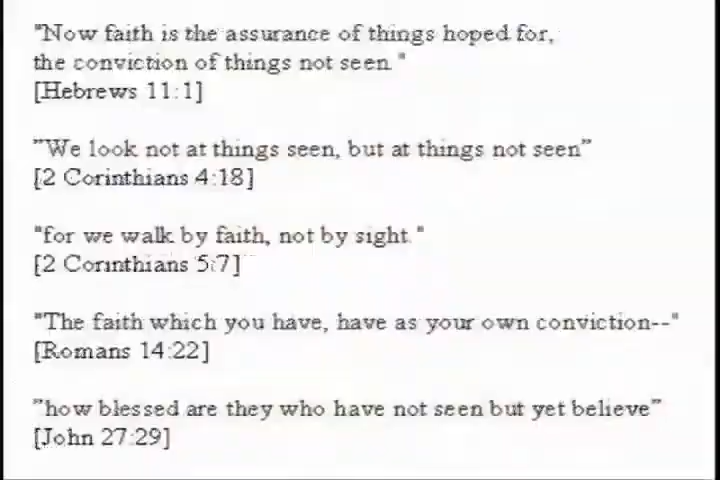 "Now faith is the assurance of things hoped for,
the conviction of things not seen."
[Hebrews 11:1]
"We look not at things seen, but at things not seen"
[2 Corinthians 4:18]
"for we walk by faith, not by sight."
[2 Corinthians 5:7]
"The faith which you have, have as your own conviction--"
[Romans 14:22]
"how blessed are they who have not seen but yet believe"
[John 27:29]